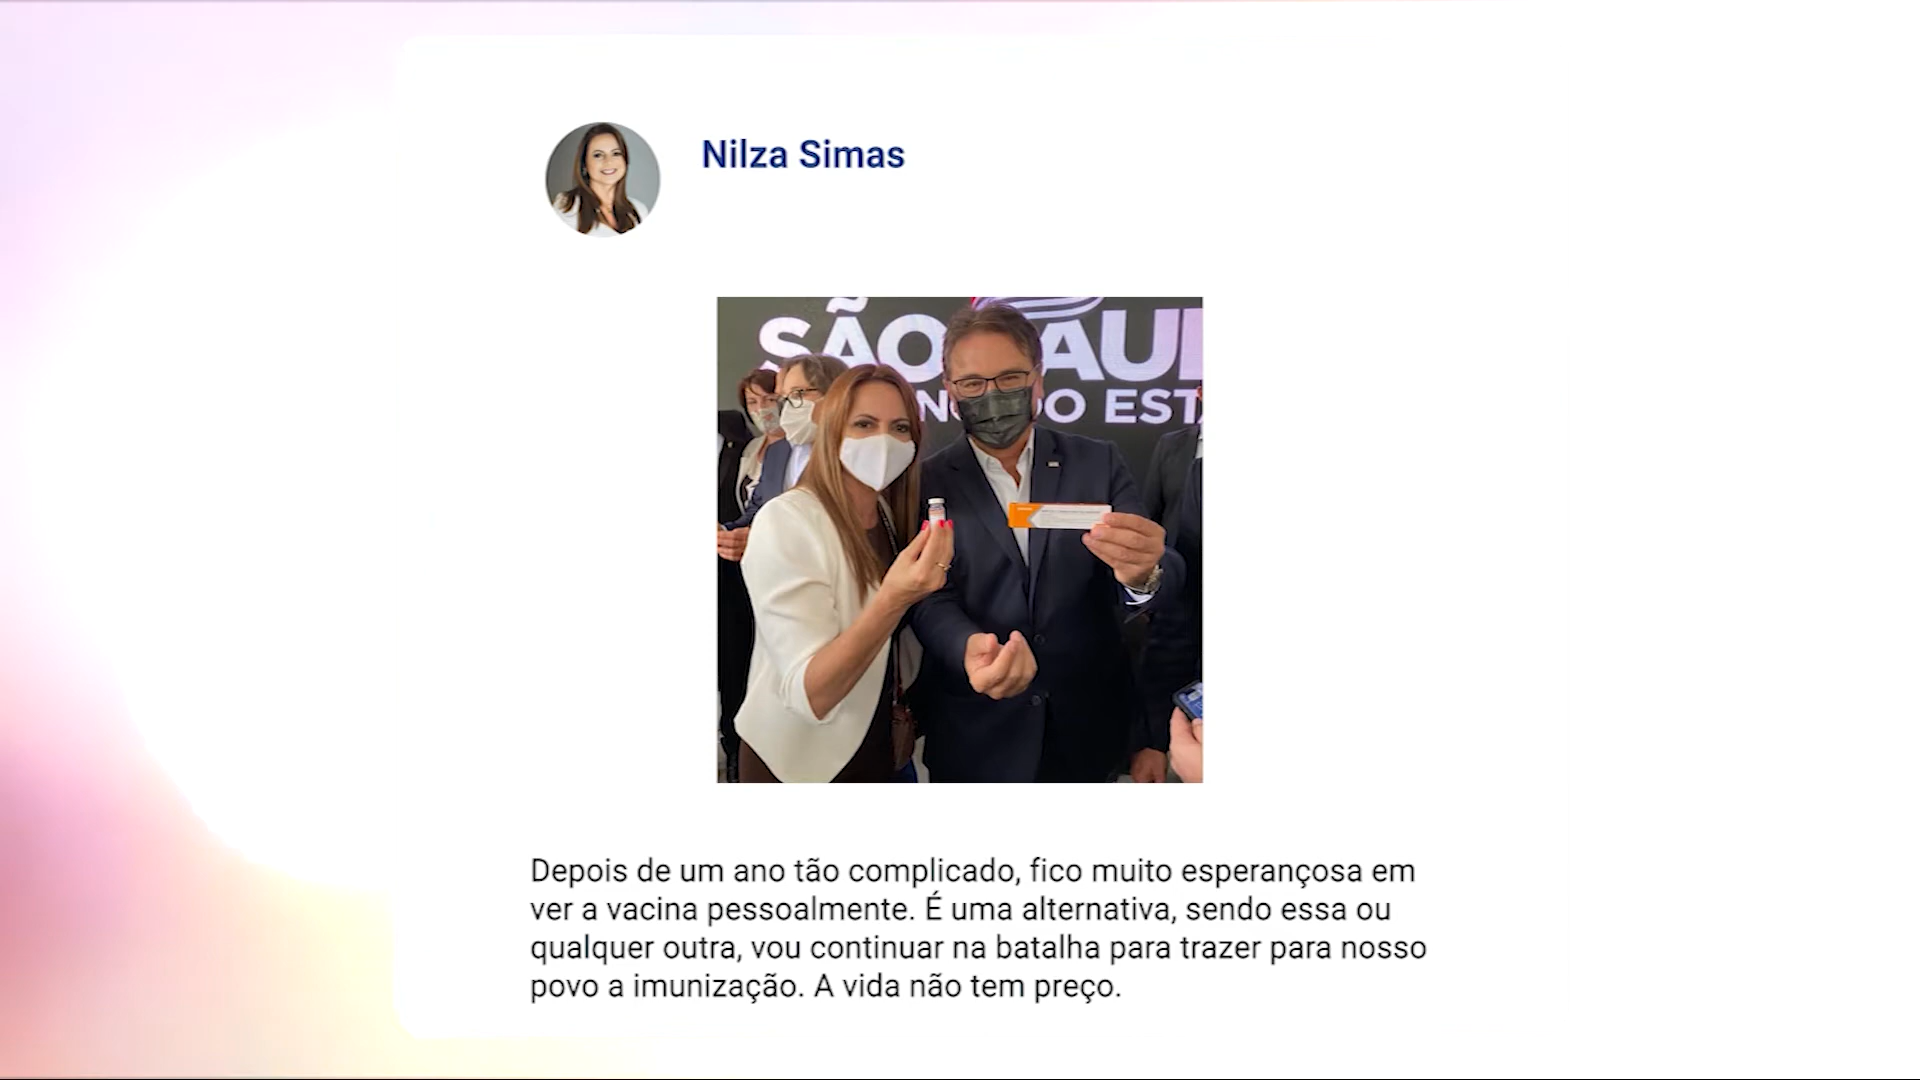 Nilza Simas
SÃO AU
DO EST
Depois de um ano tão complicado, fico muito esperançosa em
ver a vacina pessoalmente. É uma alternativa, sendo essa ou
qualquer outra, vou continuar na batalha para trazer para nosso
povo a imunização. A vida não tem preço.